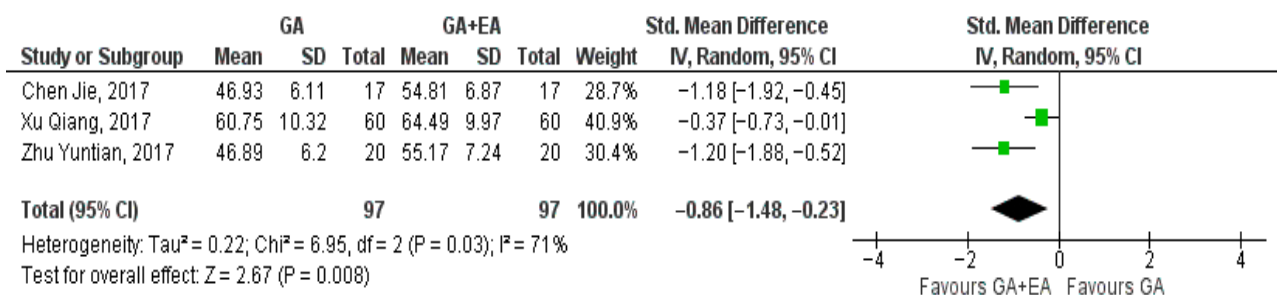 GA GA+EA Std. Mean Difference Std. Mean Difference
Study or Subgroup Mean SD Total Mean SD Total Weight IV, Random, 95% CI IV, Random, 95% CI
Chen Jie, 2017 46.93 6.11 17 54.81 6.87 17 28.7% −1.18 [−1.92, −0.45]
Xu Qiang, 2017 60.75 10.32 60 64.49 9.97 60 40.9% −0.37 [−0.73, −0.01]
Zhu Yuntian, 2017 46.89 6.2 20 55.17 7.24 20 30.4% −1.20 [−1.88, −0.52]
Total (95% CI) 97 97 100.0% −0.86 [−1.48, −0.23]
Heterogeneity: Tau² = 0.22; Chi² = 6.95, df = 2 (P = 0.03); I² = 71%
Test for overall effect: Z = 2.67 (P = 0.008)
−4 −2 0 2 4
Favours GA+EA Favours GA